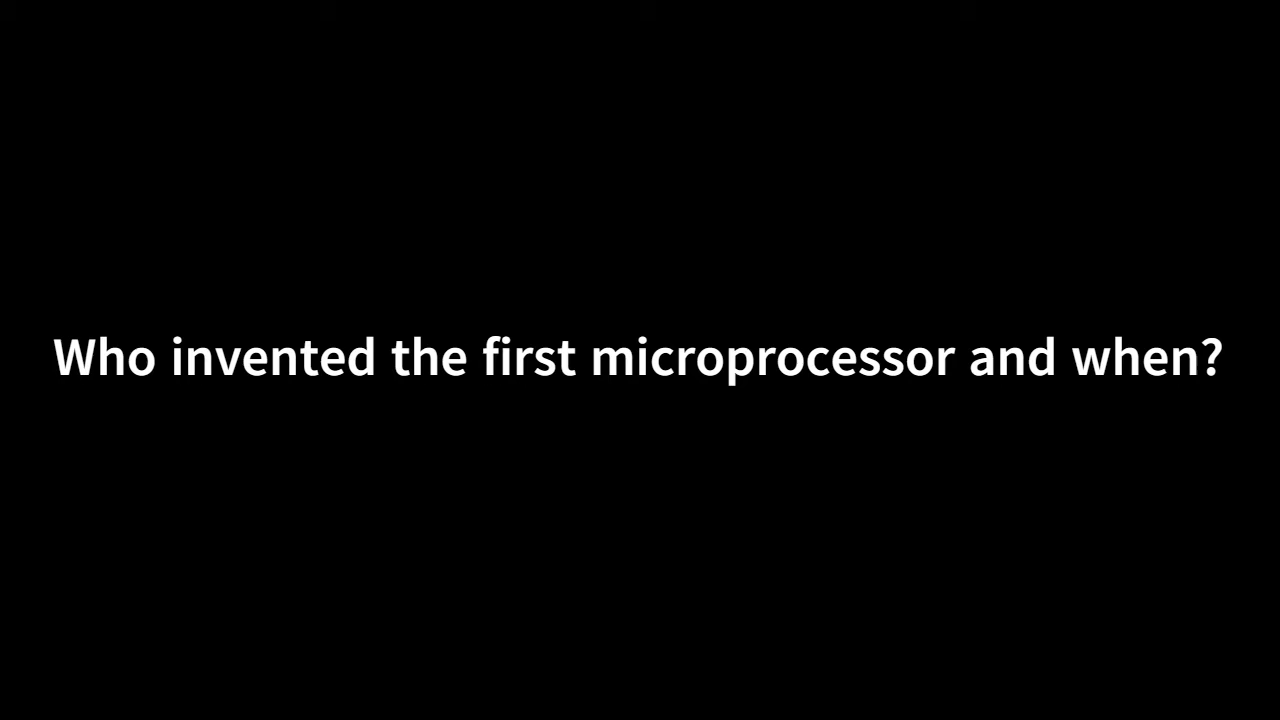 Who invented the first microprocessor and when?